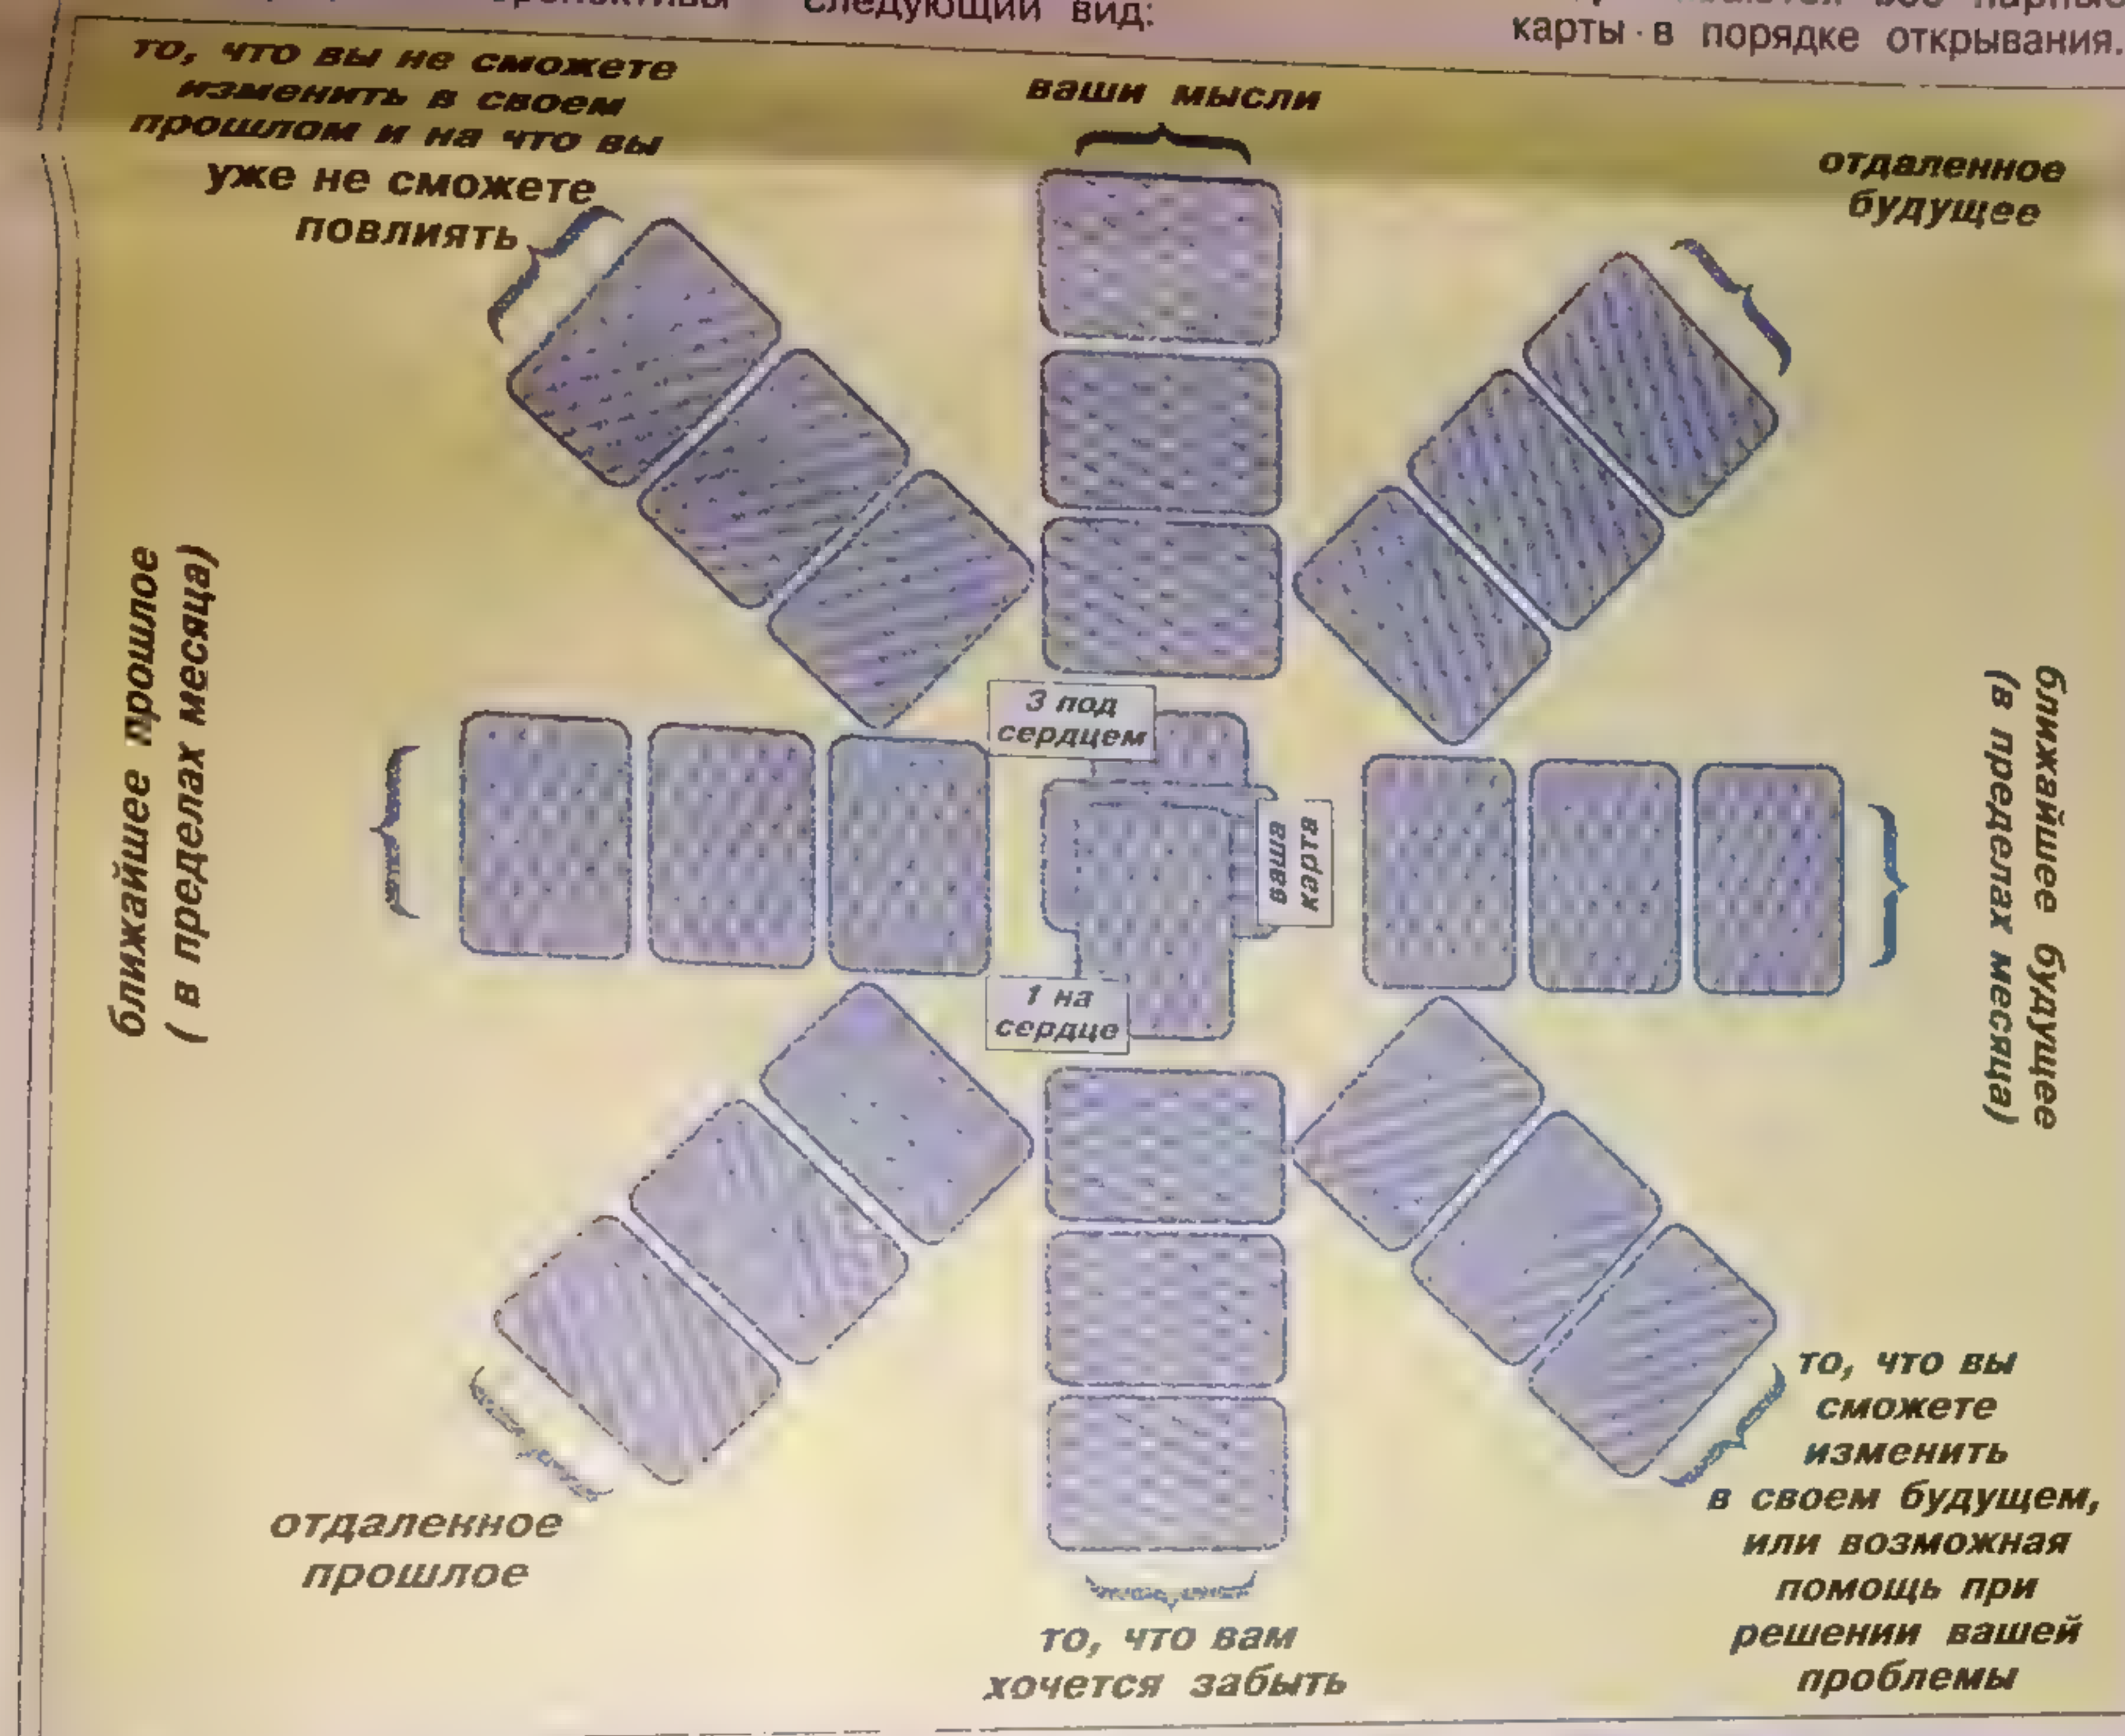 следующий вид:
карты в порядке открывания.
то, что вы не сможете
изменить в своем
прошлом и на что вы
уже не сможете
повлиять
ваши мысли
отдаленное
будущее
ближайшее прошлое
( в пределах месяца)
3 под
сердцем
ваша
карта
1 на
сердце
ближайшее будущее
(в пределах месяца)
отдаленное
прошлое
то, что вам
хочется забыть
то, что вы
сможете
изменить
в своем будущем,
или возможная
помощь при
решении вашей
проблемы